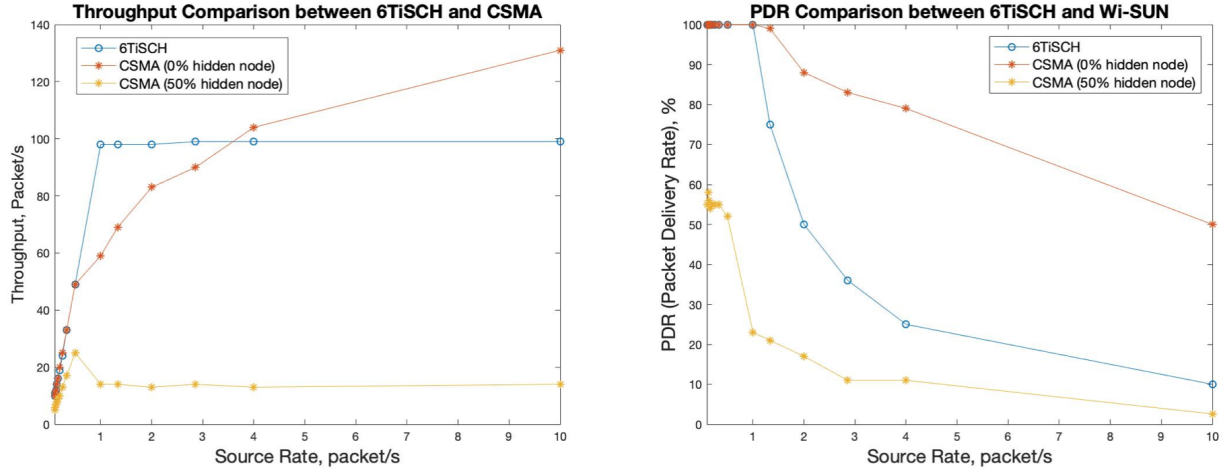 Throughput Comparison between 6TiSCH and CSMA
140
120
100
80
60
40
20
0
Throughput, Packet/s
6TiSCH
CSMA (0% hidden node)
CSMA (50% hidden node)
1 2 3 4 5 6 7 8 9 10
Source Rate, packet/s
PDR Comparison between 6TiSCH and Wi-SUN
100
90
80
70
60
50
40
30
20
10
0
PDR (Packet Delivery Rate), %
6TiSCH
CSMA (0% hidden node)
CSMA (50% hidden node)
1 2 3 4 5 6 7 8 9 10
Source Rate, packet/s